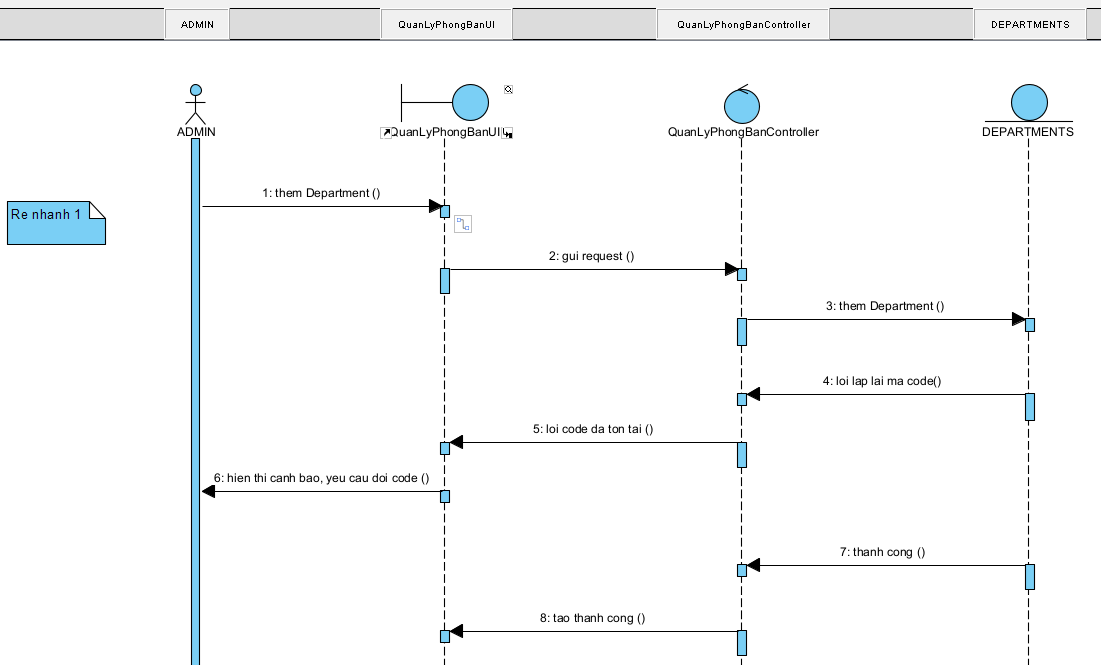 ADMIN
QuanLyPhongBanUI
QuanLyPhongBanController
DEPARTMENTS
ADMIN
QuanLyPhongBanUI
QuanLyPhongBanController
DEPARTMENTS
1: them Department ()
Re nhanh 1
2: gui request ()
3: them Department ()
4: loi lap lai ma code()
5: loi code da ton tai ()
6: hien thi canh bao, yeu cau doi code ()
7: thanh cong ()
8: tao thanh cong ()